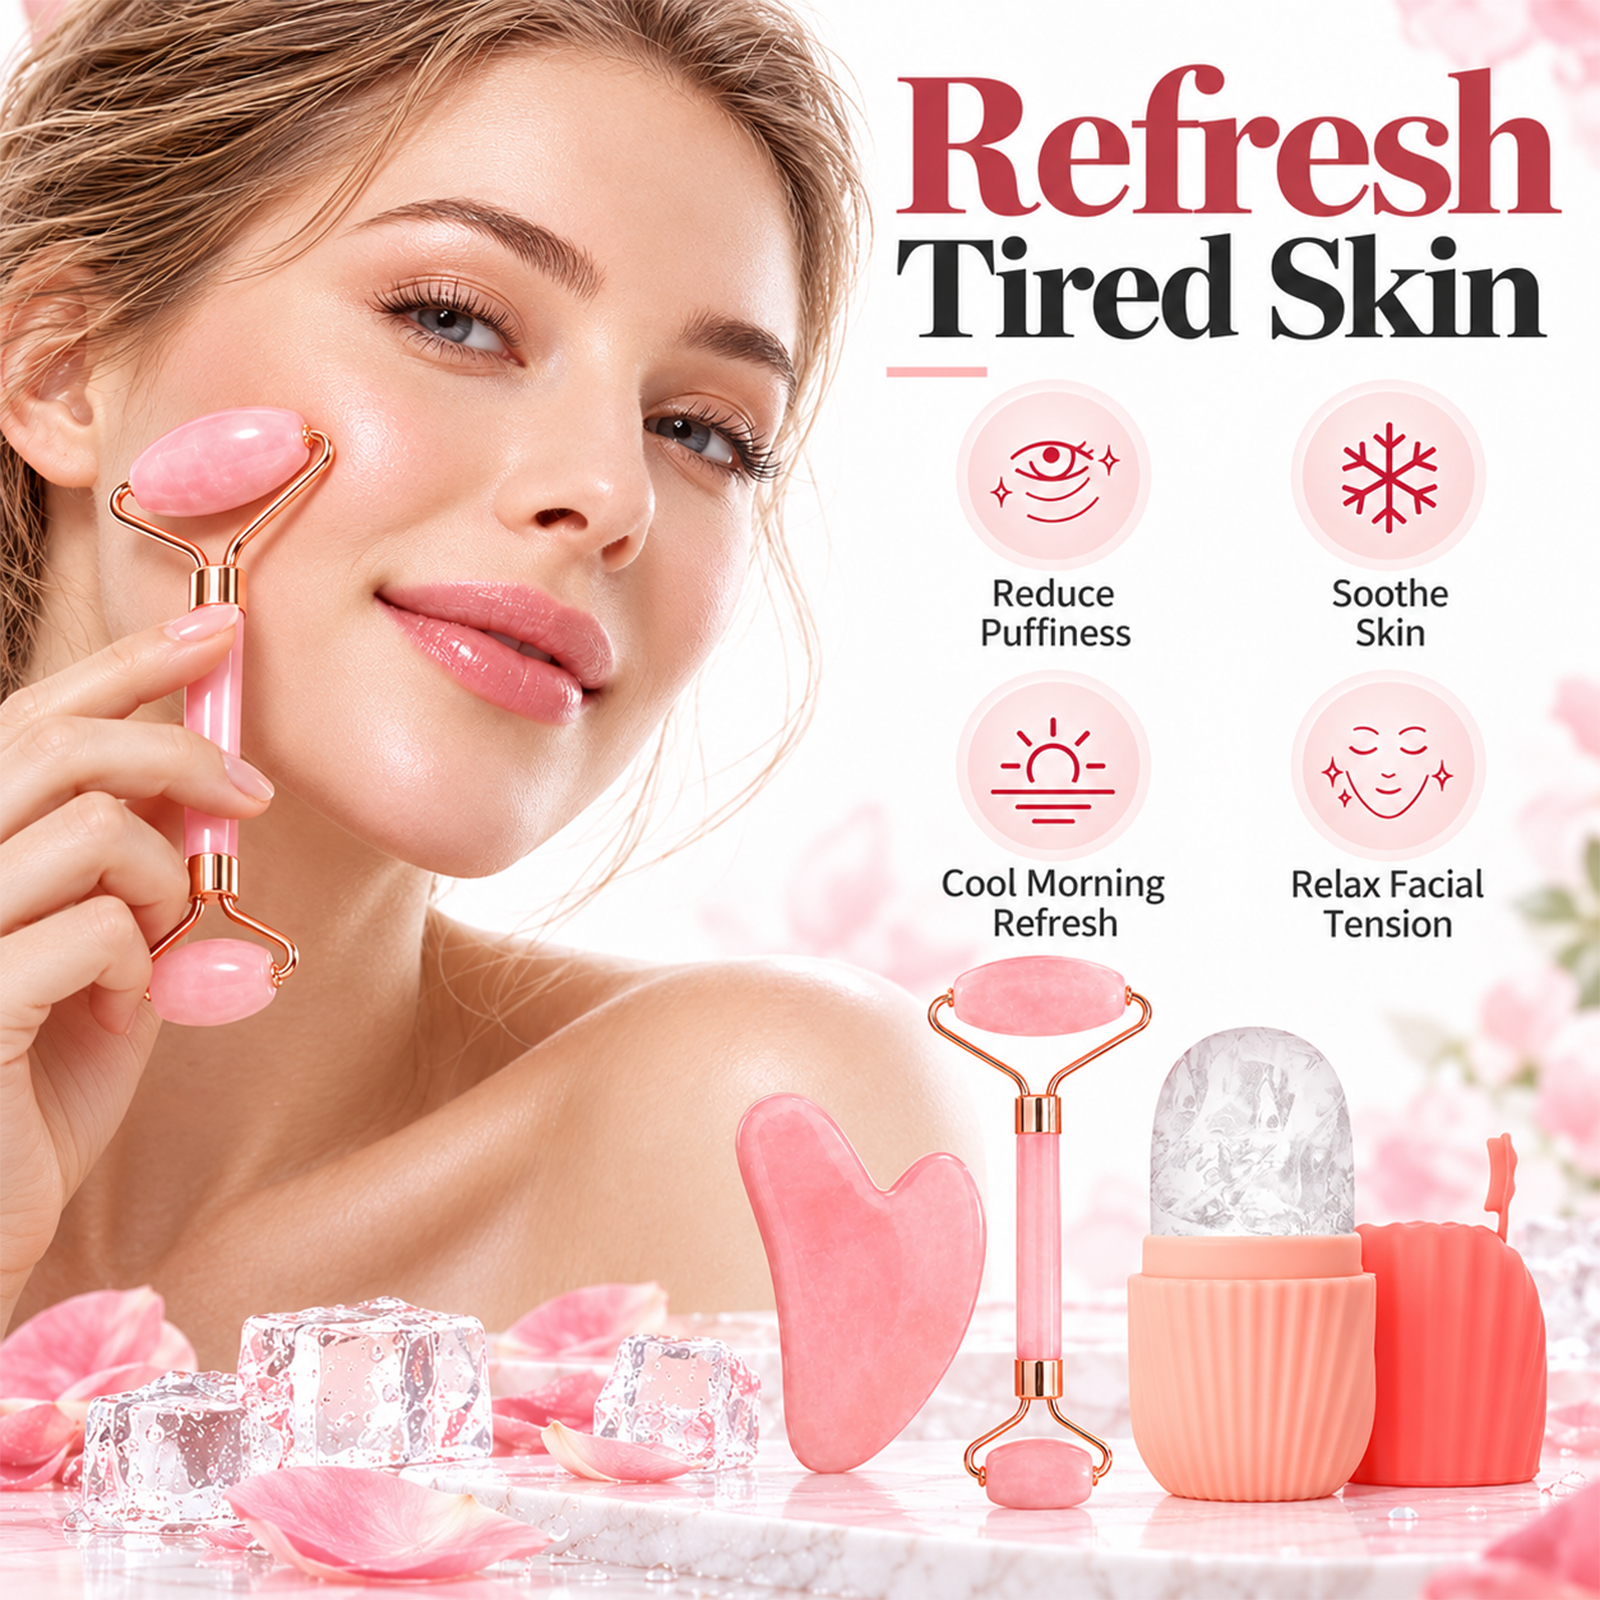 Refresh
Tired Skin
Reduce
Puffiness
Soothe
Skin
Cool Morning
Refresh
Relax Facial
Tension